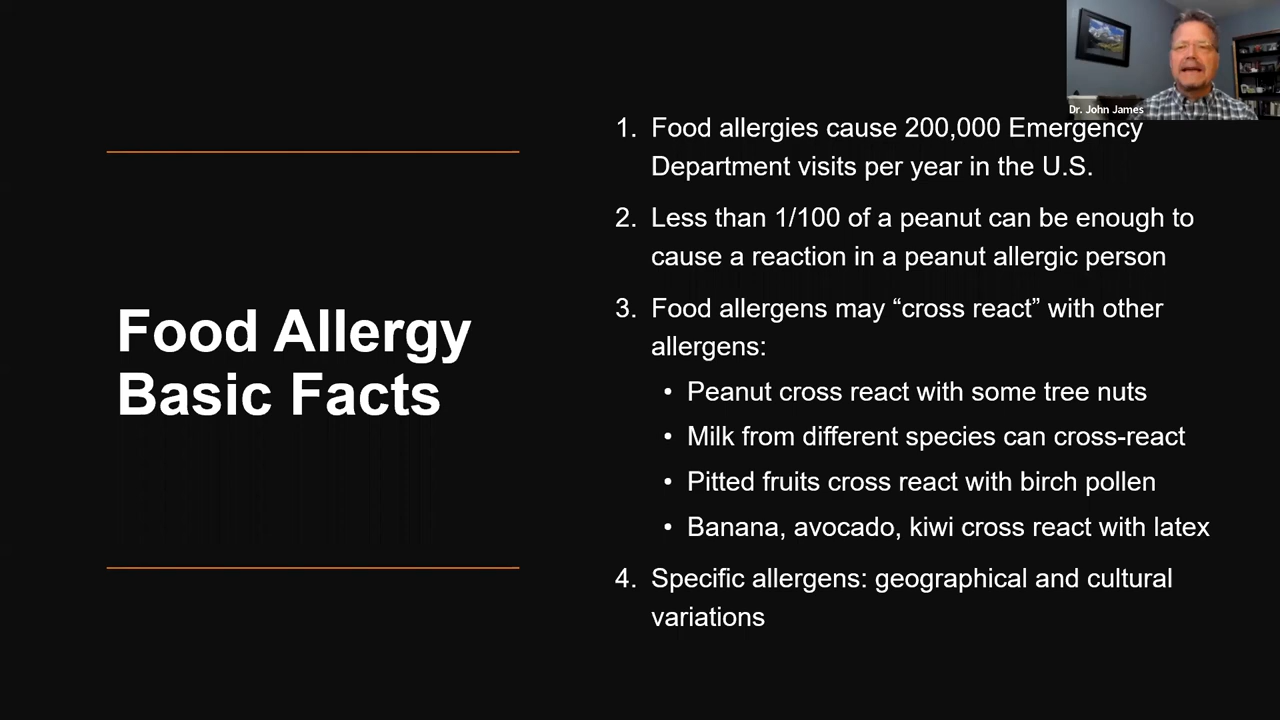 Dr. John James
Food Allergy
Basic Facts
1. Food allergies cause 200,000 Emergency
Department visits per year in the U.S.
2. Less than 1/100 of a peanut can be enough to
cause a reaction in a peanut allergic person
3. Food allergens may “cross react” with other
allergens:
• Peanut cross react with some tree nuts
• Milk from different species can cross-react
• Pitted fruits cross react with birch pollen
• Banana, avocado, kiwi cross react with latex
4. Specific allergens: geographical and cultural
variations